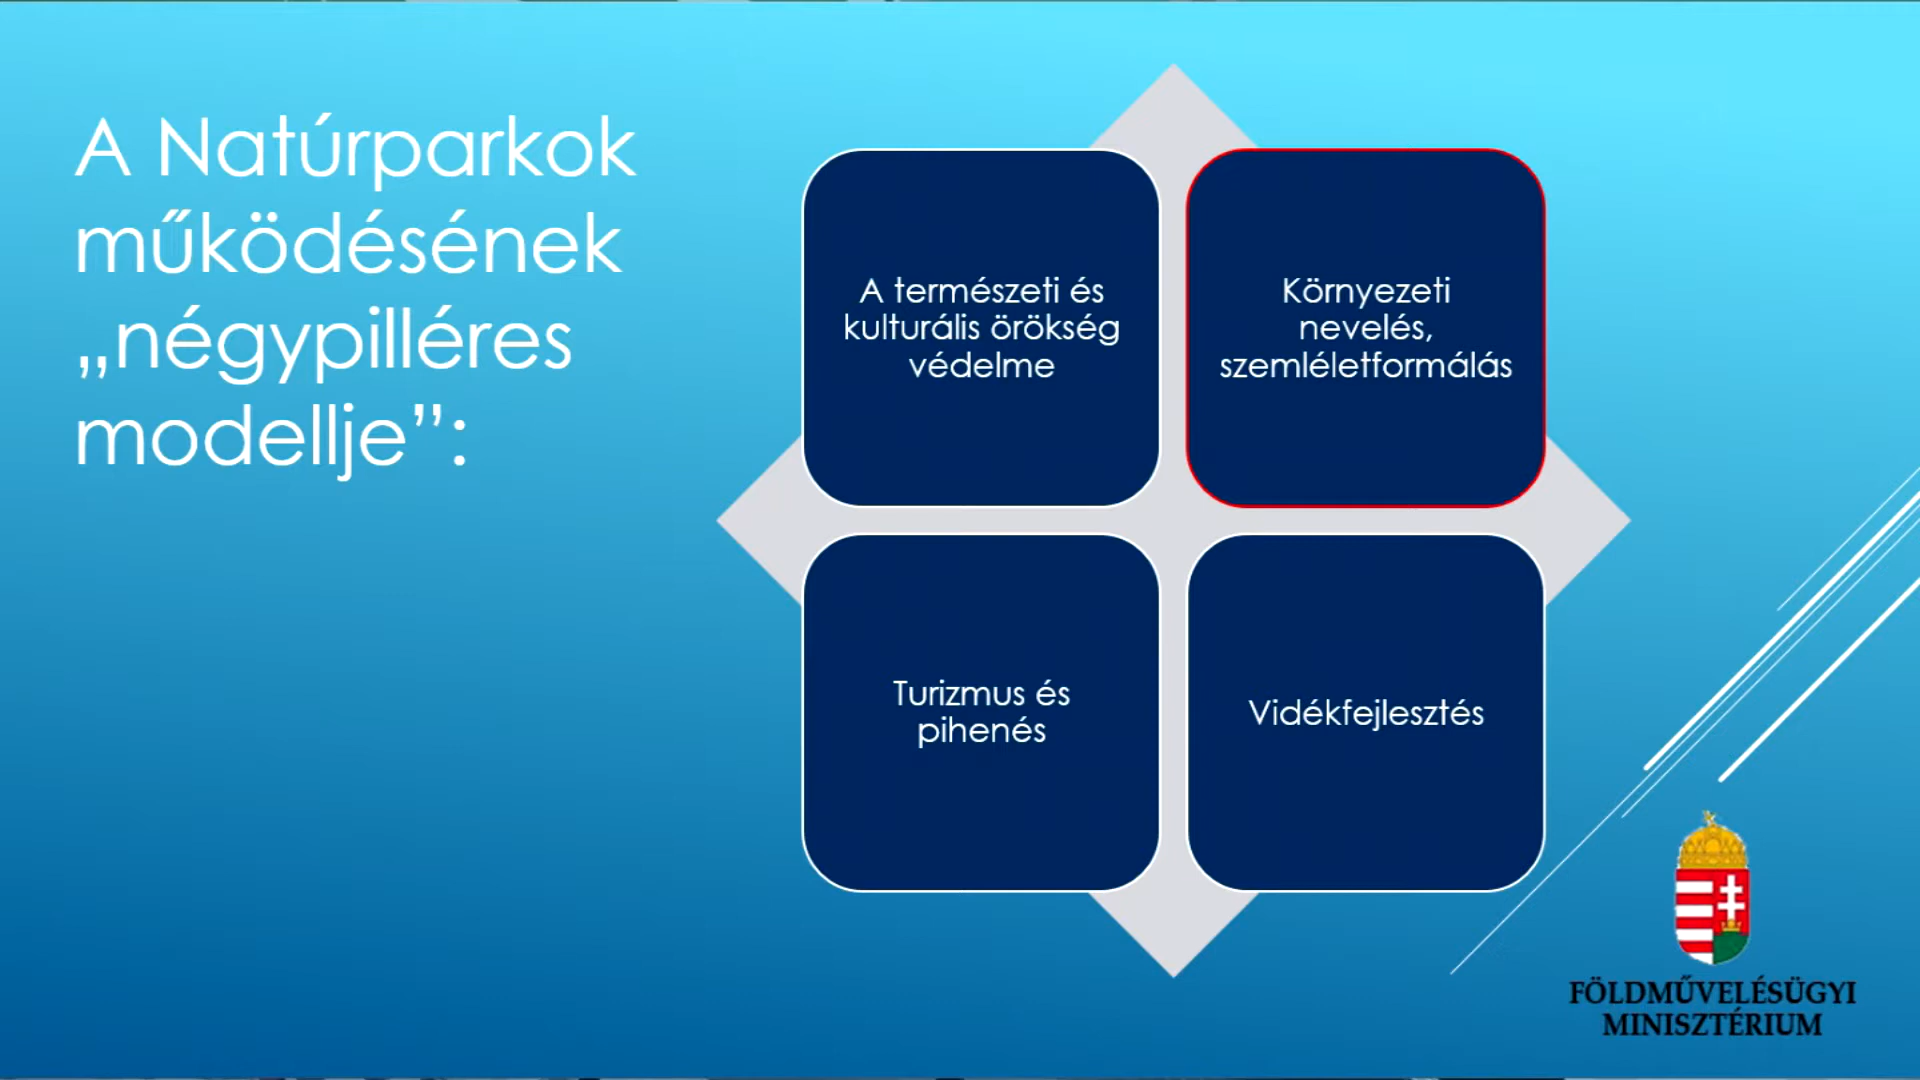 A Natúrparkok
működésének
„négypilléres
modellje”:
A természeti és
kulturális örökség
védelme
Környezeti
nevelés,
szemléletformálás
Turizmus és
pihenés
Vidékfejlesztés
FÖLDMŰVELÉSÜGYI
MINISZTÉRIUM